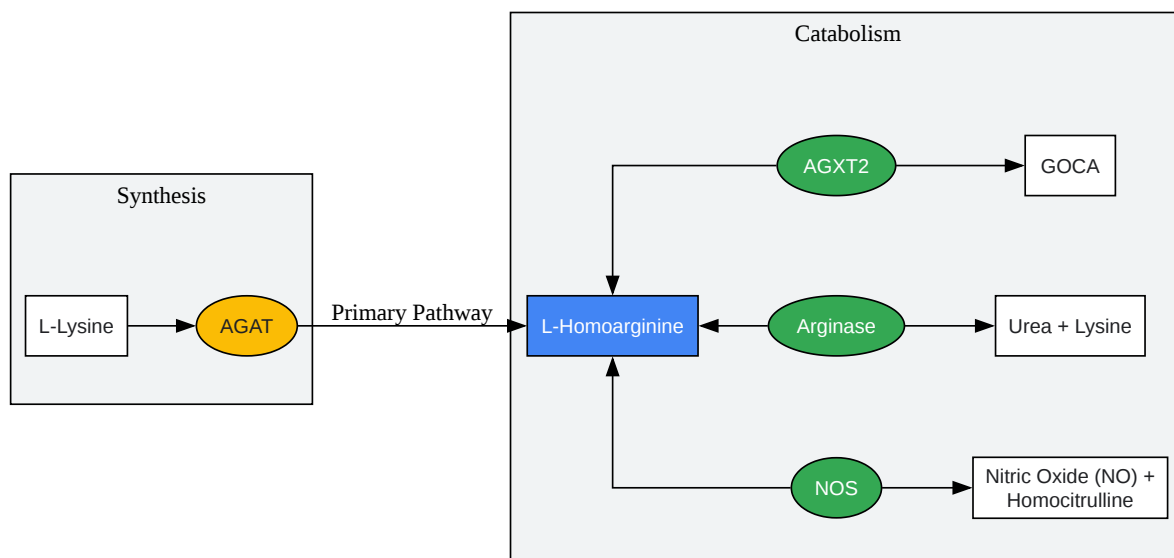 Catabolism
AGXT2
GOCA
Synthesis
L-Lysine
AGAT
Primary Pathway
L-Homoarginine
Arginase
Urea + Lysine
NOS
Nitric Oxide (NO) +
Homocitrulline